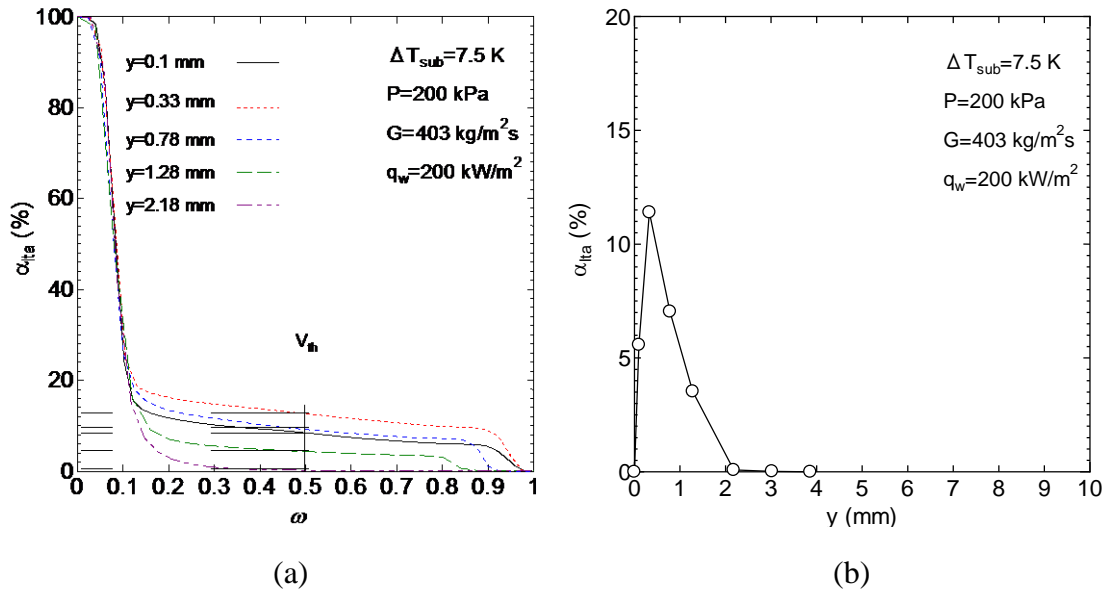 100
80
60
40
20
0
α_lta (%)
y=0.1 mm
y=0.33 mm
y=0.78 mm
y=1.28 mm
y=2.18 mm
ΔT_sub=7.5 K
P=200 kPa
G=403 kg/m²s
q_w=200 kW/m²
V_th
0 0.1 0.2 0.3 0.4 0.5 0.6 0.7 0.8 0.9 1
ω
(a)
20
15
10
5
0
α_lta (%)
ΔT_sub=7.5 K
P=200 kPa
G=403 kg/m²s
q_w=200 kW/m²
0 1 2 3 4 5 6 7 8 9 10
y (mm)
(b)